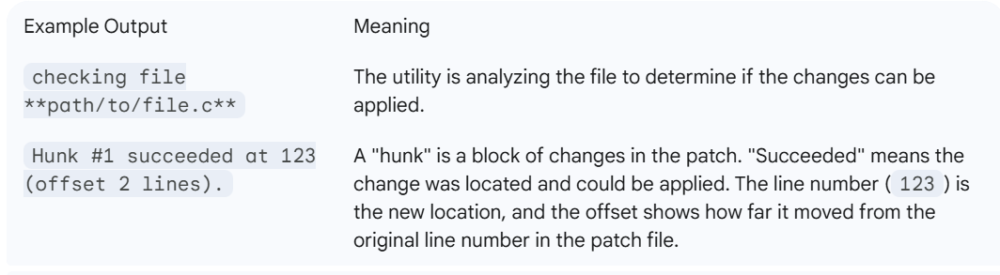 Example Output Meaning
checking file
**path/to/file.c**
The utility is analyzing the file to determine if the changes can be
applied.
Hunk #1 succeeded at 123
(offset 2 lines).
A "hunk" is a block of changes in the patch. "Succeeded" means the
change was located and could be applied. The line number ( 123 ) is
the new location, and the offset shows how far it moved from the
original line number in the patch file.